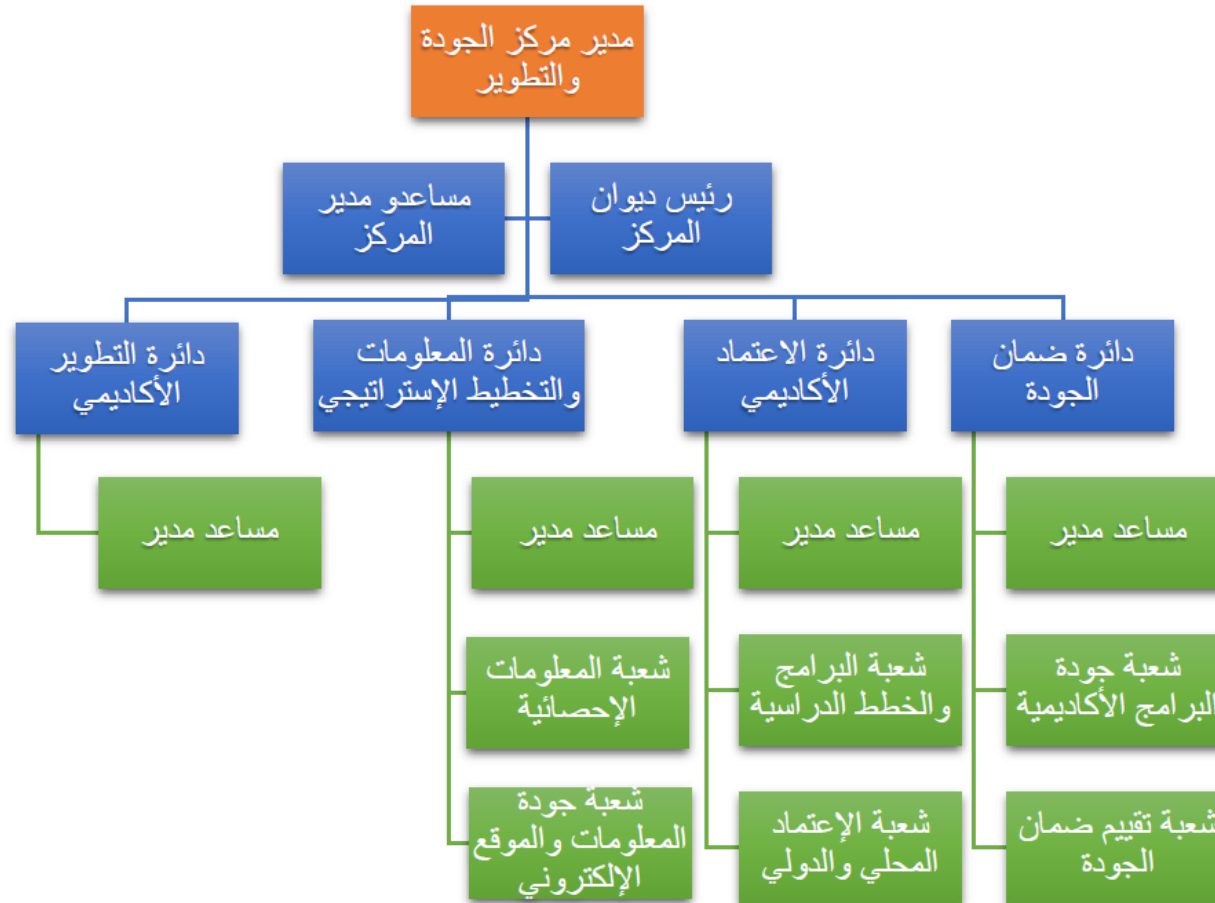 مدير مركز الجودة
والتطوير
رئيس ديوان
المركز
مساعدو مدير
المركز
دائرة ضمان
الجودة
دائرة الاعتماد
الأكاديمي
دائرة المعلومات
والتخطيط الإستراتيجي
دائرة التطوير
الأكاديمي
مساعد مدير
مساعد مدير
مساعد مدير
مساعد مدير
شعبة جودة
البرامج الأكاديمية
شعبة البرامج
والخطط الدراسية
شعبة المعلومات
الإحصائية
شعبة تقييم ضمان
الجودة
شعبة الإعتماد
المحلي والدولي
شعبة جودة
المعلومات والموقع
الإلكتروني